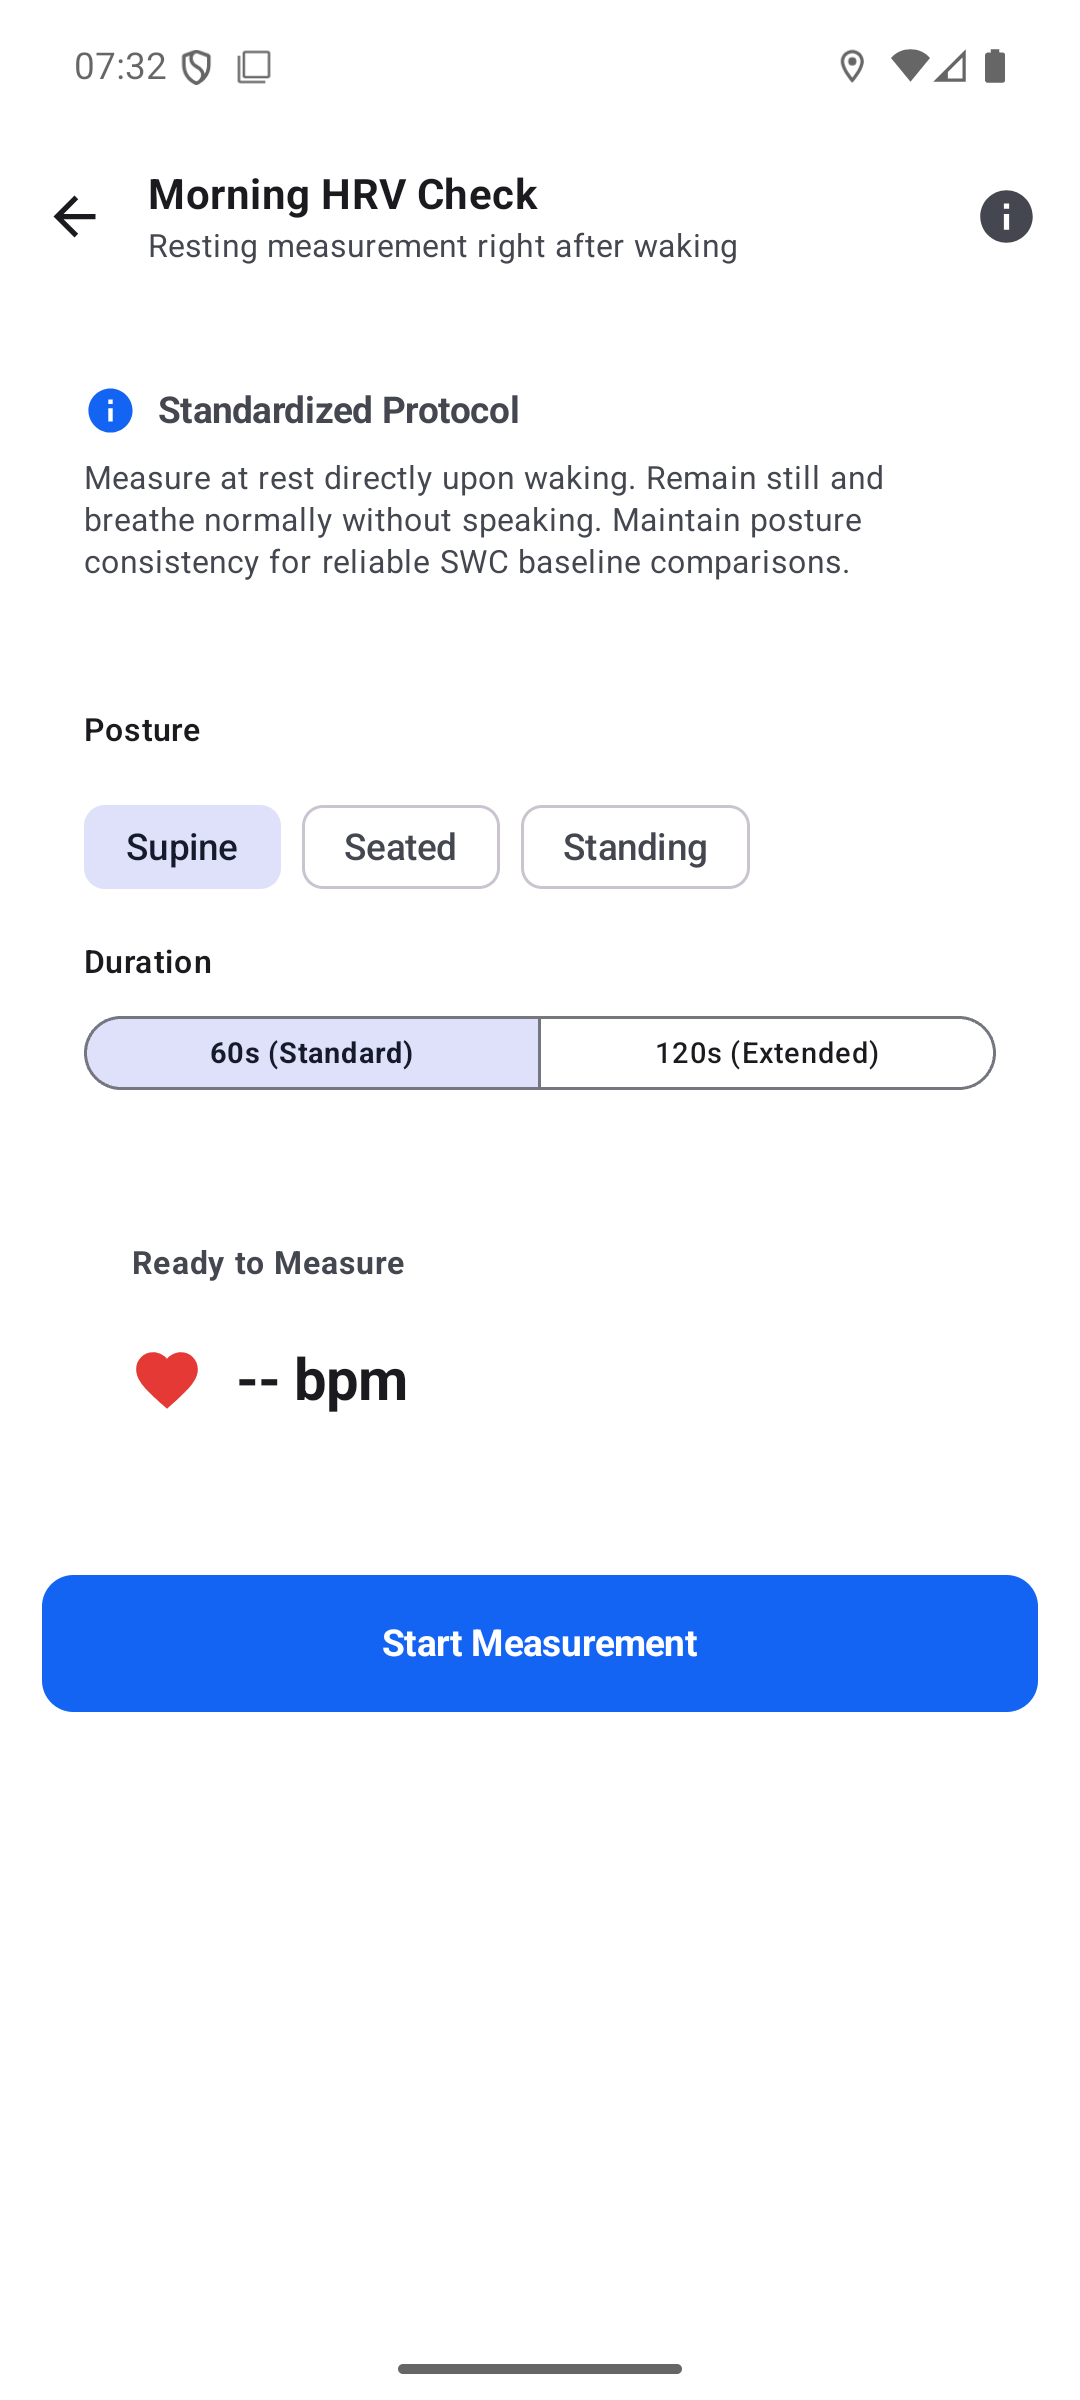 07:32
Morning HRV Check
Resting measurement right after waking
Standardized Protocol
Measure at rest directly upon waking. Remain still and
breathe normally without speaking. Maintain posture
consistency for reliable SWC baseline comparisons.
Posture
Supine
Seated
Standing
Duration
60s (Standard)
120s (Extended)
Ready to Measure
-- bpm
Start Measurement